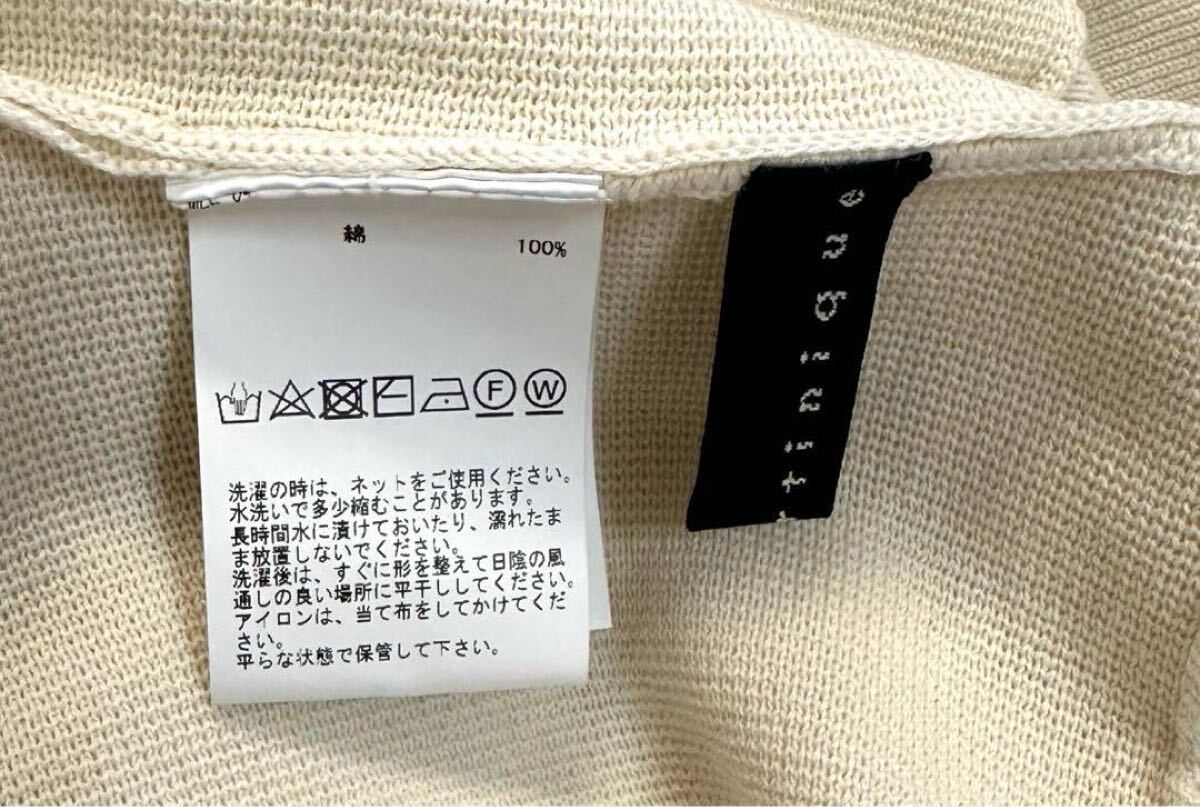 綿 100%
F W
洗濯の時は、ネットをご使用ください。
水洗いで多少縮むことがあります。
長時間水に漬けておいたり、濡れたまま
ま放置しないでください。
洗濯後は、すぐに形を整えて日陰の風
通しの良い場所に平干ししてください。
アイロンは、当て布をしてかけてくだ
さい。
平らな状態で保管して下さい。